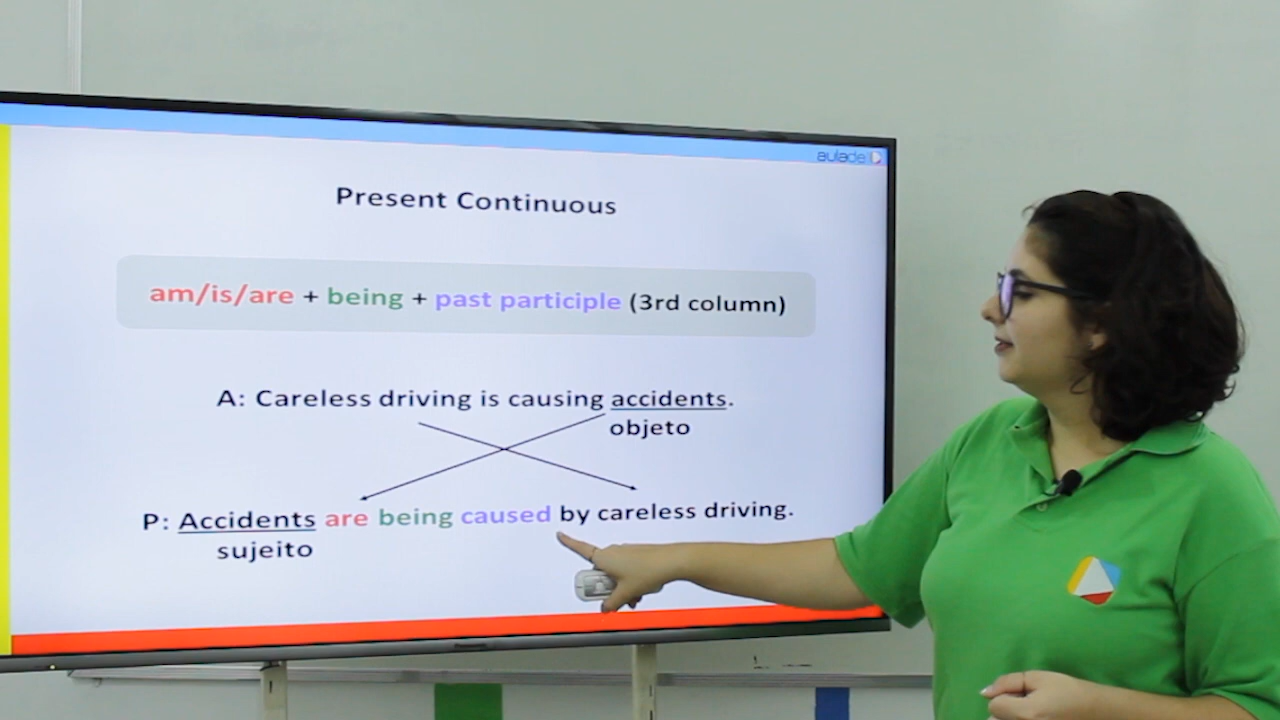 aulade
Present Continuous
am/is/are + being + past participle (3rd column)
A: Careless driving is causing accidents.
objeto
P: Accidents are being caused by careless driving.
sujeito